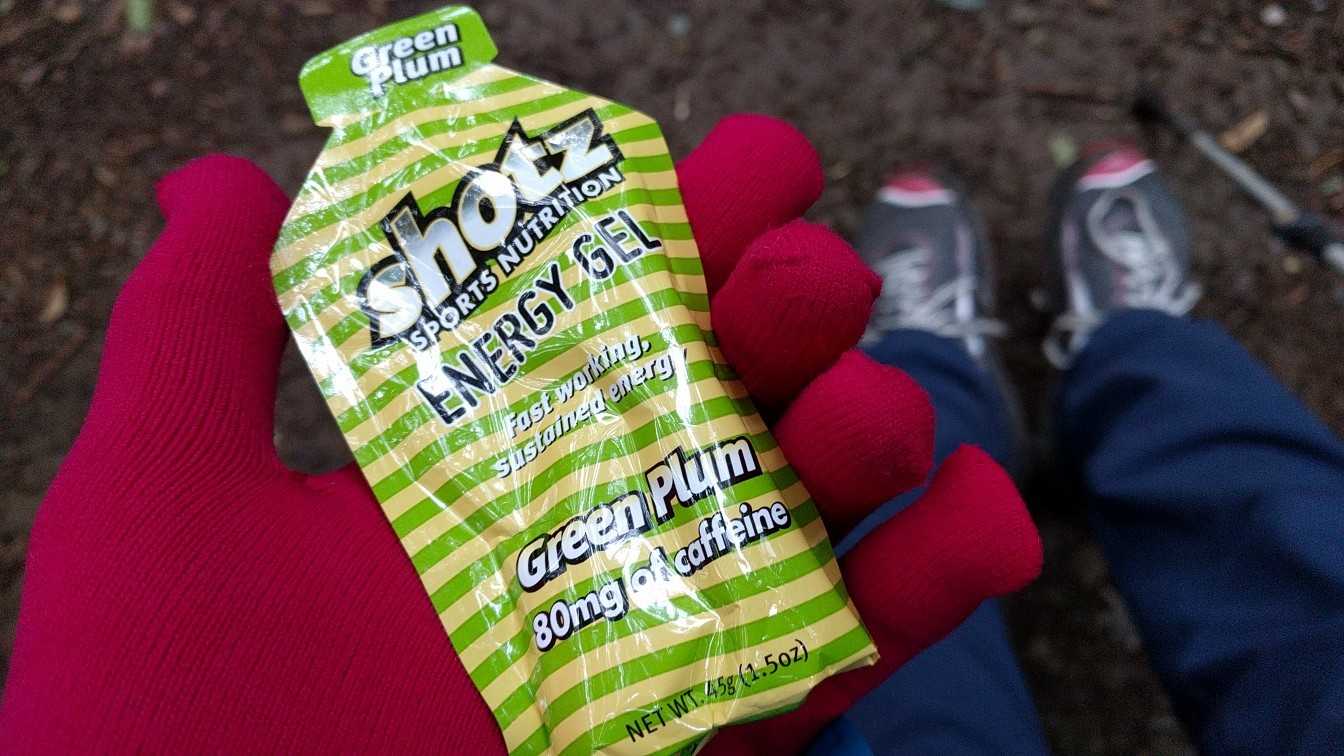 Green
Plum
shotz
SPORTS NUTRITION
ENERGY GEL
Fast working,
sustained energy
Green Plum
80mg of caffeine
NET WT. 45g (1.5oz)